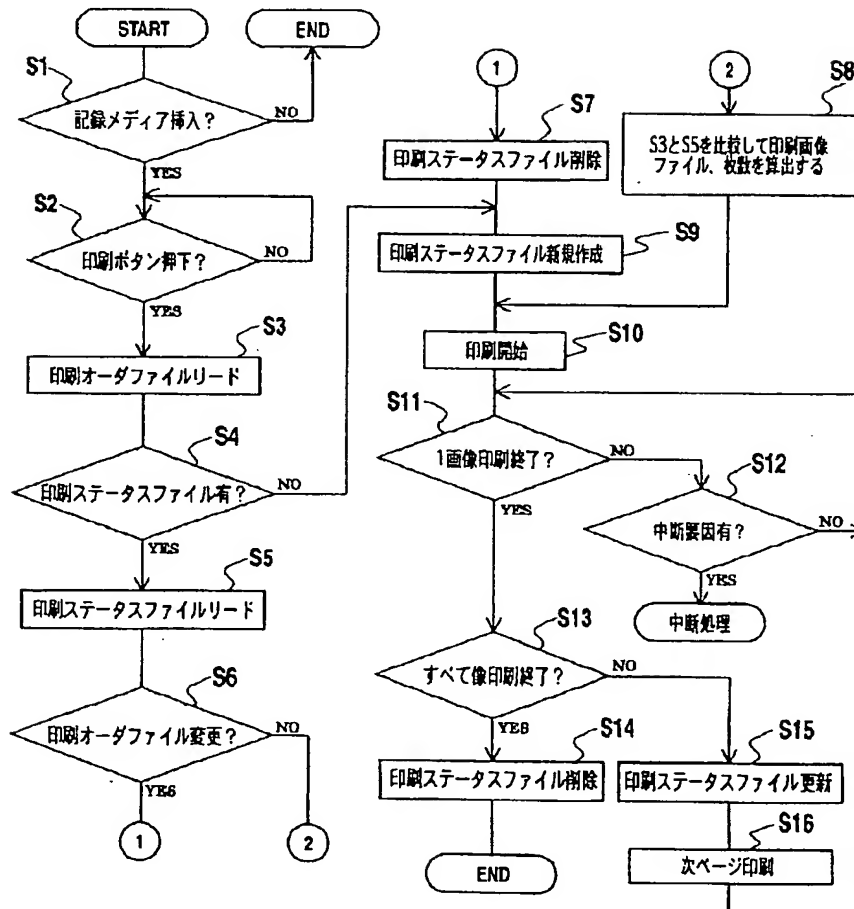 START
END
S1
記録メディア挿入？
NO
YES
S2
印刷ボタン押下？
NO
YES
S3
印刷オーダファイルリード
S4
印刷ステータスファイル有？
NO
YES
S5
印刷ステータスファイルリード
S6
印刷オーダファイル変更？
NO
YES
1
2
1
S7
印刷ステータスファイル削除
2
S8
S3とS5を比較して印刷画像
ファイル、枚数を算出する
S9
印刷ステータスファイル新規作成
S10
印刷開始
S11
1画像印刷終了？
NO
YES
S12
中断要因有？
NO
YES
中断処理
S13
すべて像印刷終了？
NO
YES
S14
印刷ステータスファイル削除
END
S15
印刷ステータスファイル更新
S16
次ページ印刷